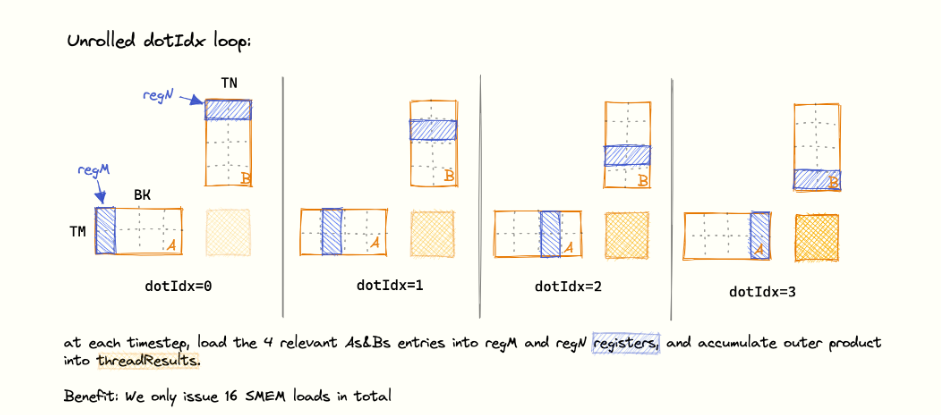 Unrolled dotIdx loop:
TN
regN
B
regM
BK
TM
A
dotIdx=0
B
A
dotIdx=1
B
A
dotIdx=2
B
A
dotIdx=3
at each timestep, load the 4 relevant As&Bs entries into regM and regN registers, and accumulate outer product
into threadResults.
Benefit: We only issue 16 SMEM loads in total